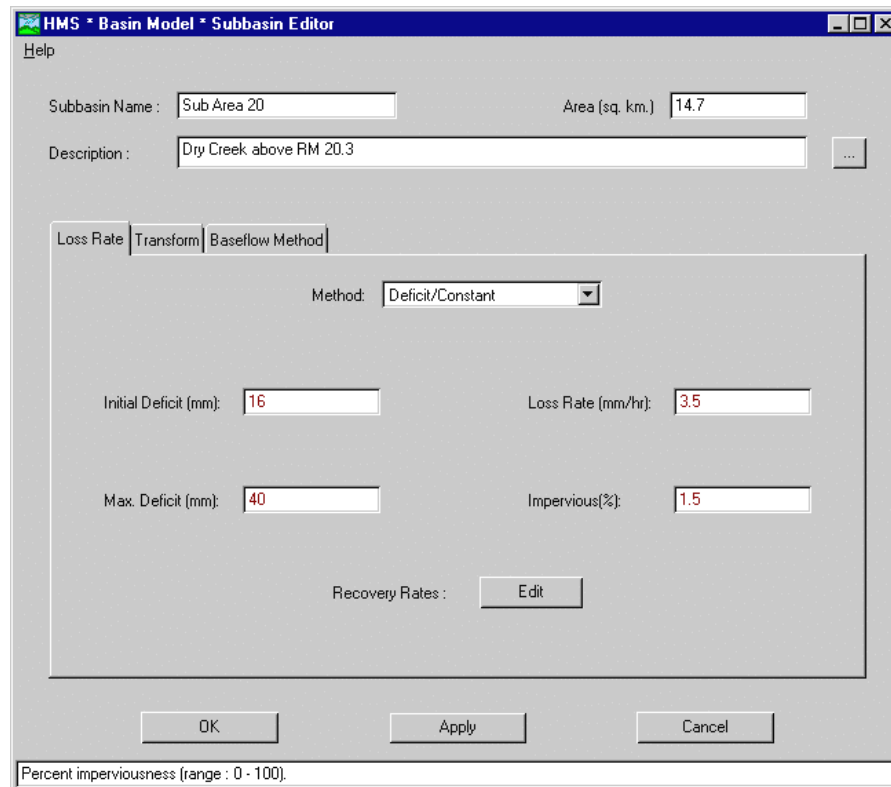 HMS * Basin Model * Subbasin Editor
Help
Subbasin Name : Sub Area 20 Area (sq. km.) 14.7
Description : Dry Creek above RM 20.3 ...
Loss Rate Transform Baseflow Method
Method: Deficit/Constant
Initial Deficit (mm): 16 Loss Rate (mm/hr): 3.5
Max. Deficit (mm): 40 Impervious(%): 1.5
Recovery Rates : Edit
OK Apply Cancel
Percent imperviousness (range : 0 - 100).